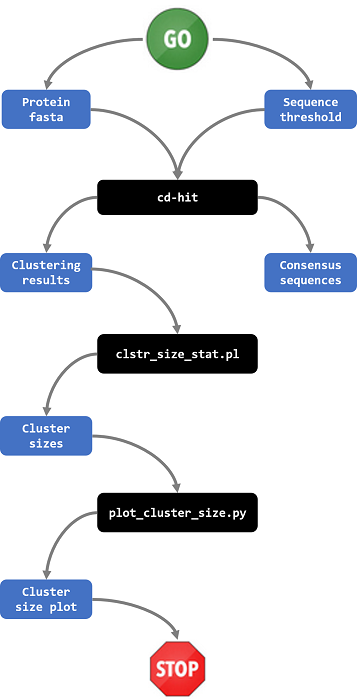 GO
Protein
fasta
Sequence
threshold
cd-hit
Clustering
results
Consensus
sequences
clstr_size_stat.pl
Cluster
sizes
plot_cluster_size.py
Cluster
size plot
STOP